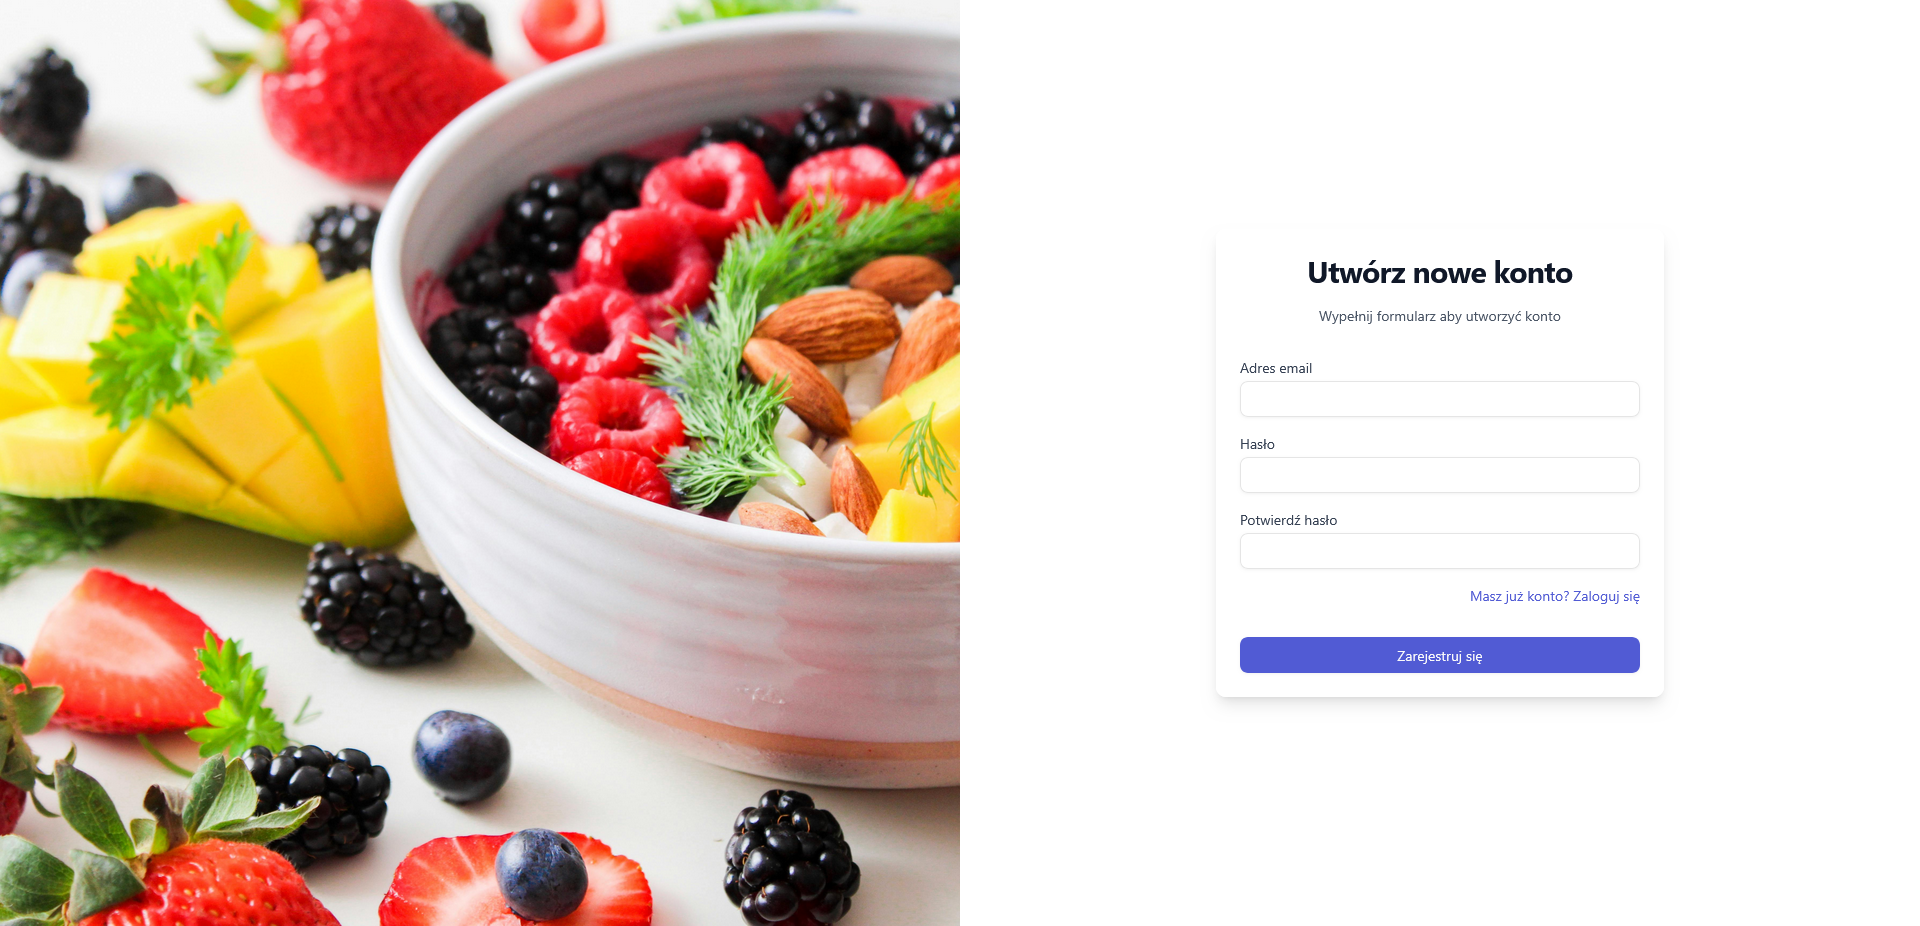 Utwórz nowe konto
Wypełnij formularz aby utworzyć konto
Adres email
Hasło
Potwierdź hasło
Masz już konto? Zaloguj się
Zarejestruj się